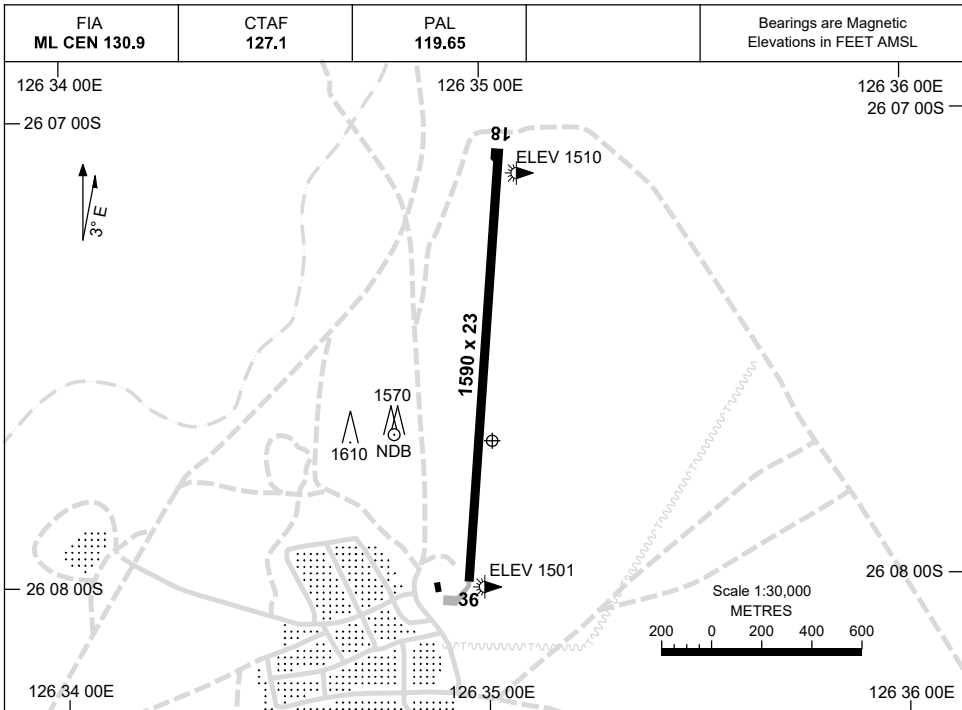 FIA
ML CEN 130.9
CTAF
127.1
PAL
119.65
Bearings are Magnetic
Elevations in FEET AMSL
126 34 00E
126 35 00E
126 36 00E
26 07 00S
26 07 00S
18
ELEV 1510
3° E
1590 x 23
1570
1610
NDB
ELEV 1501
26 08 00S
26 08 00S
36
Scale 1:30,000
METRES
200 0 200 400 600
126 34 00E
126 35 00E
126 36 00E